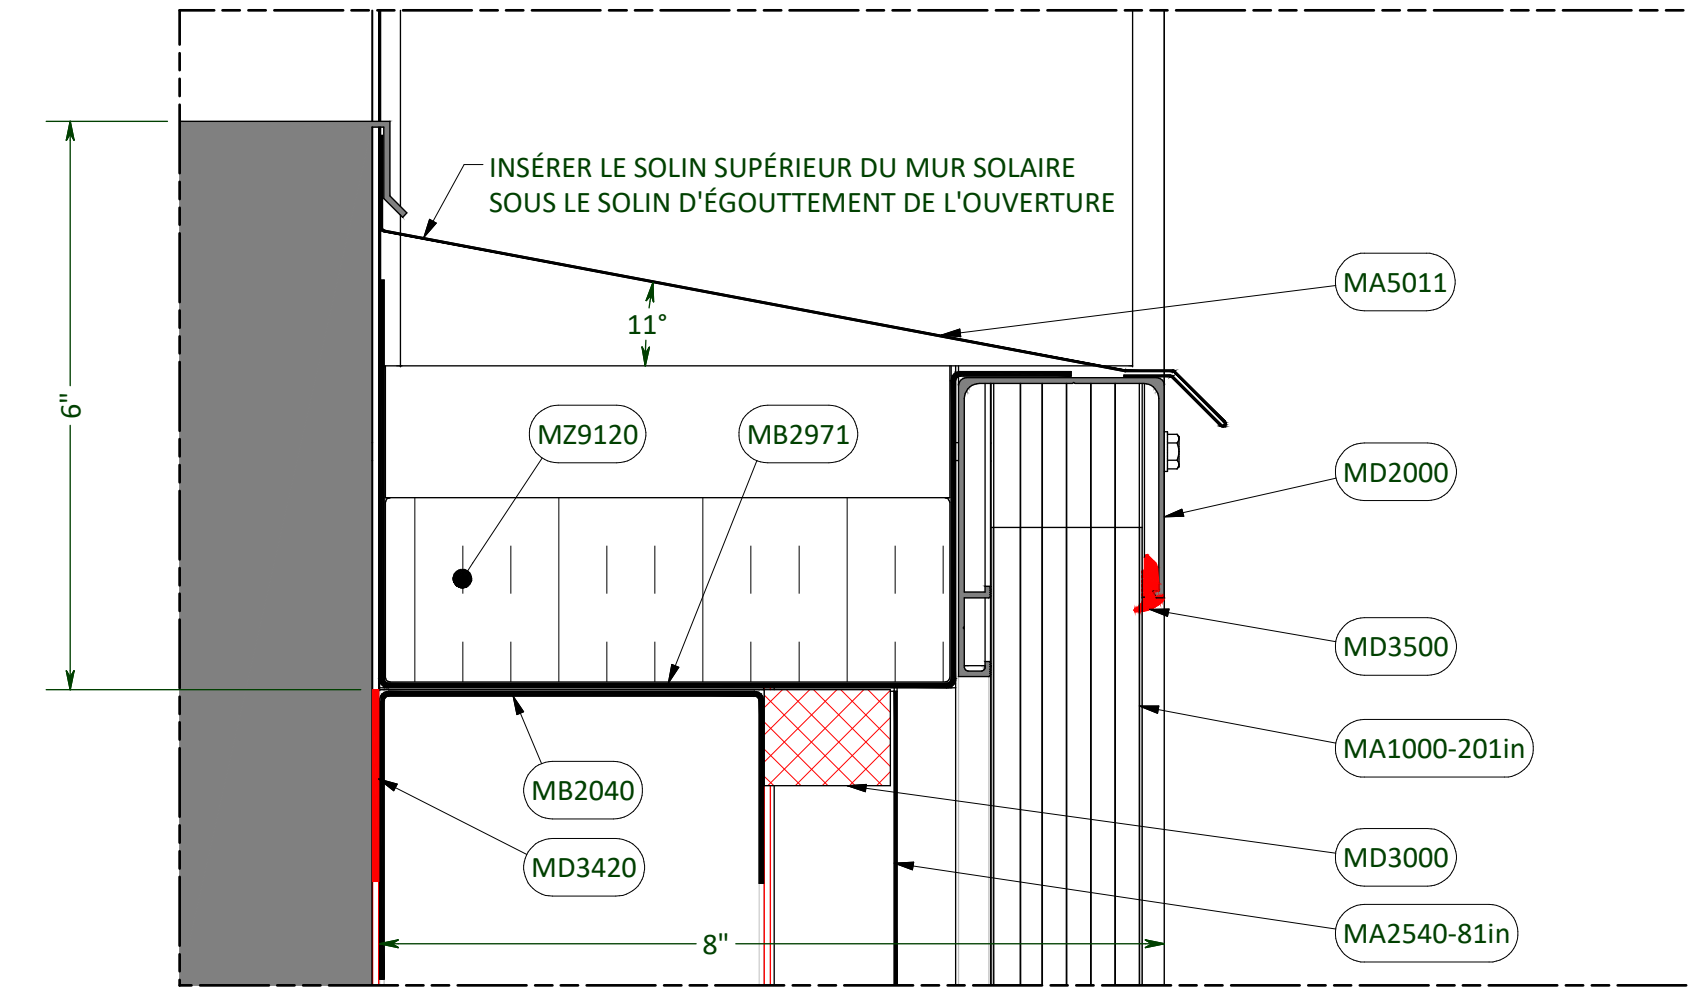 INSÉRER LE SOLIN SUPÉRIEUR DU MUR SOLAIRE
SOUS LE SOLIN D'ÉGOUTTEMENT DE L'OUVERTURE
MA5011
11°
6"
MZ9120
MB2971
MD2000
MD3500
MA1000-201in
MB2040
MD3000
MD3420
MA2540-81in
8"